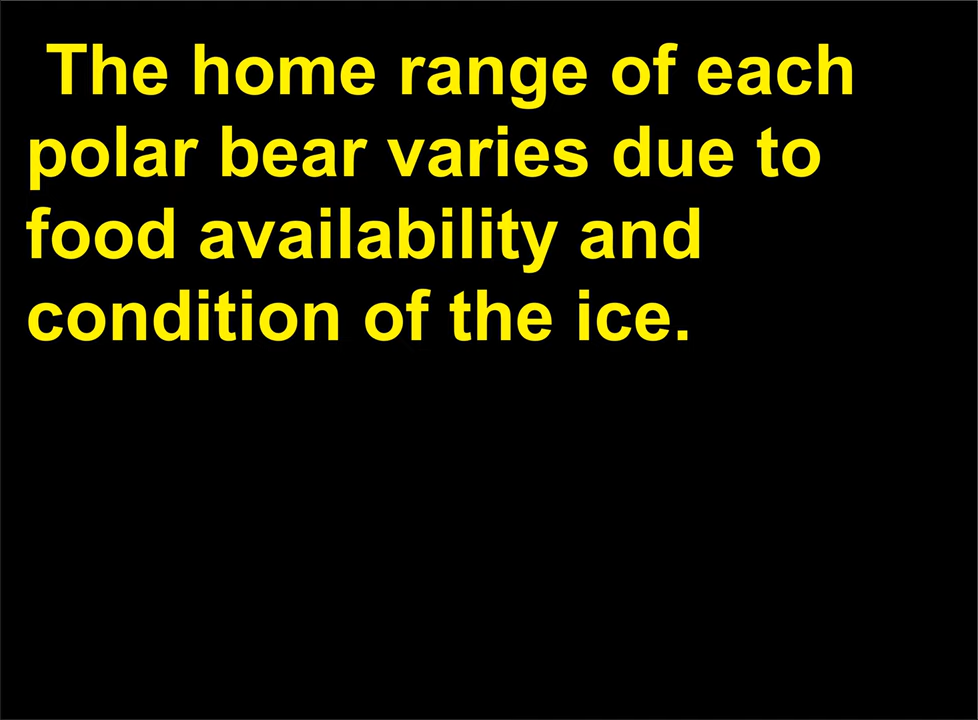 The home range of each
polar bear varies due to
food availability and
condition of the ice.